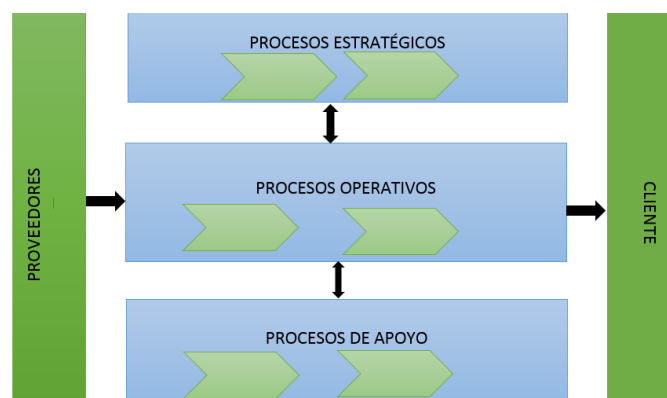 PROCESOS ESTRATÉGICOS
PROVEEDORES
PROCESOS OPERATIVOS
CLIENTE
PROCESOS DE APOYO